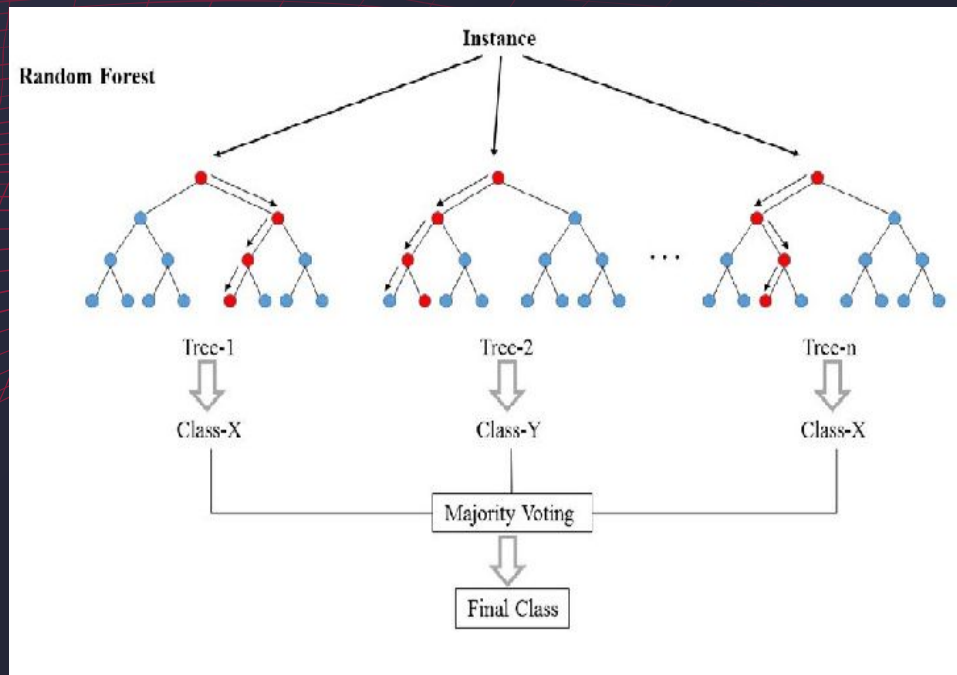 Instance
Random Forest
. . .
Tree-1 Tree-2 Tree-n
Class-X Class-Y Class-X
Majority Voting
Final Class